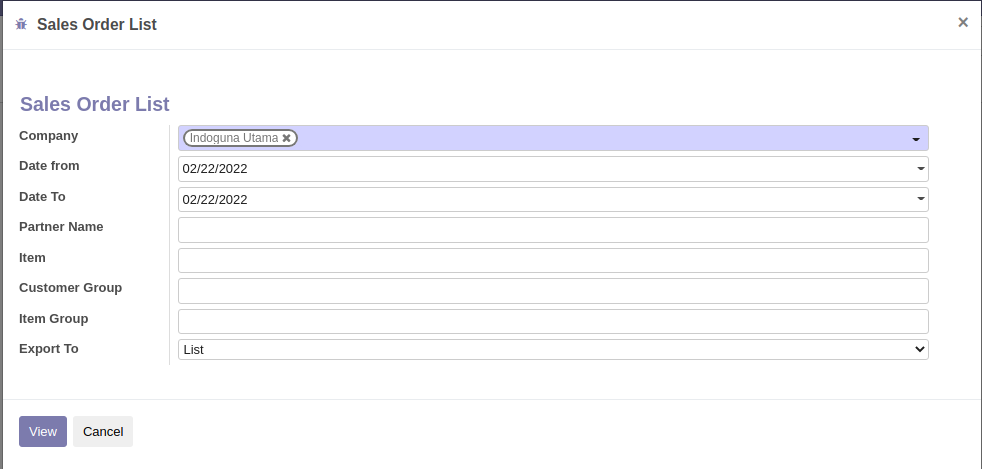 Sales Order List
Sales Order List
Company Indoguna Utama
Date from 02/22/2022
Date To 02/22/2022
Partner Name
Item
Customer Group
Item Group
Export To List
View Cancel